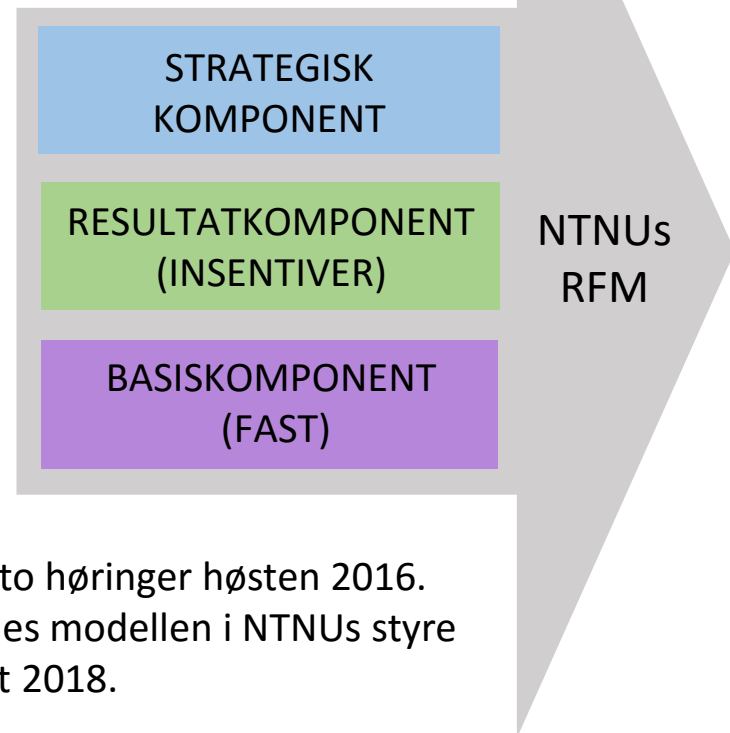 STRATEGISK
KOMPONENT
RESULTATKOMPONENT
(INSENTIVER)
BASISKOMPONENT
(FAST)
NTNUs
RFM
to høringer høsten 2016.
es modellen i NTNUs styre
t 2018.